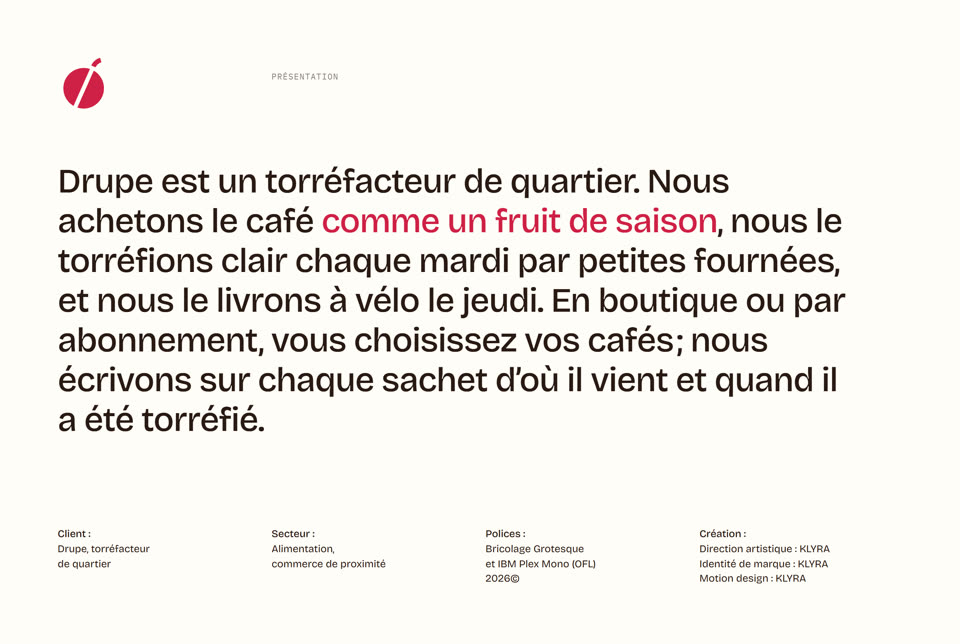 PRÉSENTATION
Drupe est un torréfacteur de quartier. Nous
achetons le café comme un fruit de saison, nous le
torréfions clair chaque mardi par petites fournées,
et nous le livrons à vélo le jeudi. En boutique ou par
abonnement, vous choisissez vos cafés ; nous
écrivons sur chaque sachet d’où il vient et quand il
a été torréfié.
Client :
Drupe, torréfacteur
de quartier
Secteur :
Alimentation,
commerce de proximité
Polices :
Bricolage Grotesque
et IBM Plex Mono (OFL)
2026©
Création :
Direction artistique : KLYRA
Identité de marque : KLYRA
Motion design : KLYRA